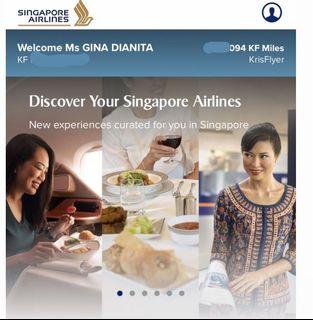 SINGAPORE
AIRLINES
Welcome Ms GINA DIANITA
094 KF Miles
KF
KrisFlyer
Discover Your Singapore Airlines
New experiences curated for you in Singapore